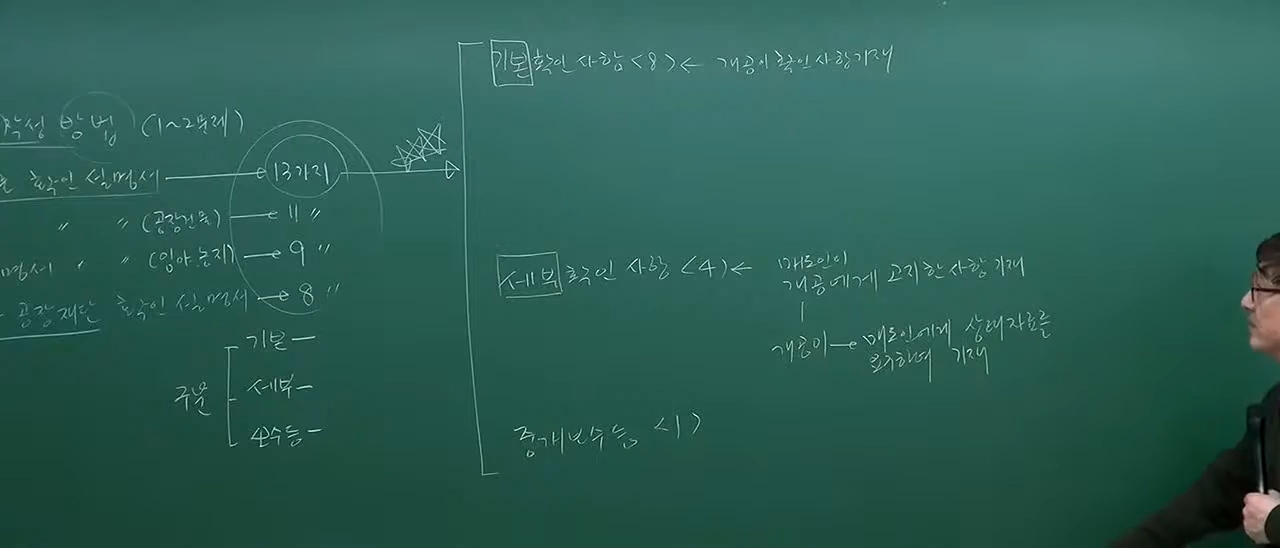 작성 방법 (1~2문제)
확인 설명서 → 13가지
〃 〃 (공장건물) → 11 〃
명서 〃 〃 (임야 농지) → 9 〃
공장재단 확인설명서 → 8 〃
구분
기본 -
세부 -
보수등 -
기본 확인 사항 <8> ← 개공이 확인 사항 기재
세부 확인 사항 <4> ← 매도인이
개공에게 고지한 사항 기재
개공이 → 매도인에게 상태자료를
요구하여 기재
중개보수등 <1>